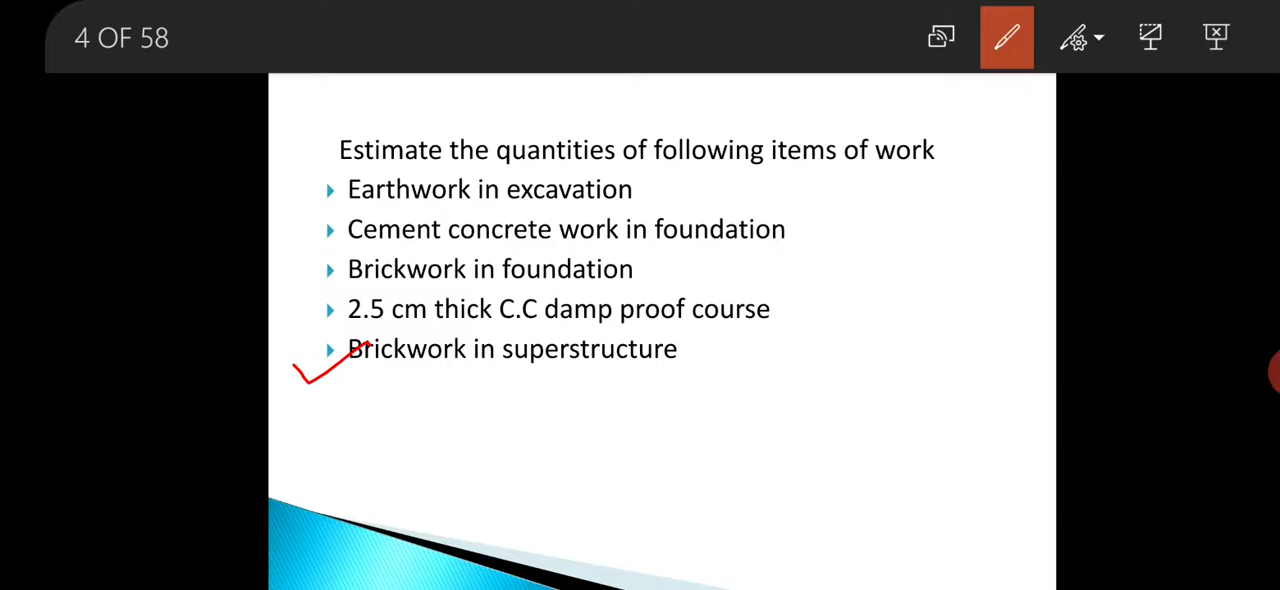 4 OF 58
Estimate the quantities of following items of work
Earthwork in excavation
Cement concrete work in foundation
Brickwork in foundation
2.5 cm thick C.C damp proof course
Brickwork in superstructure